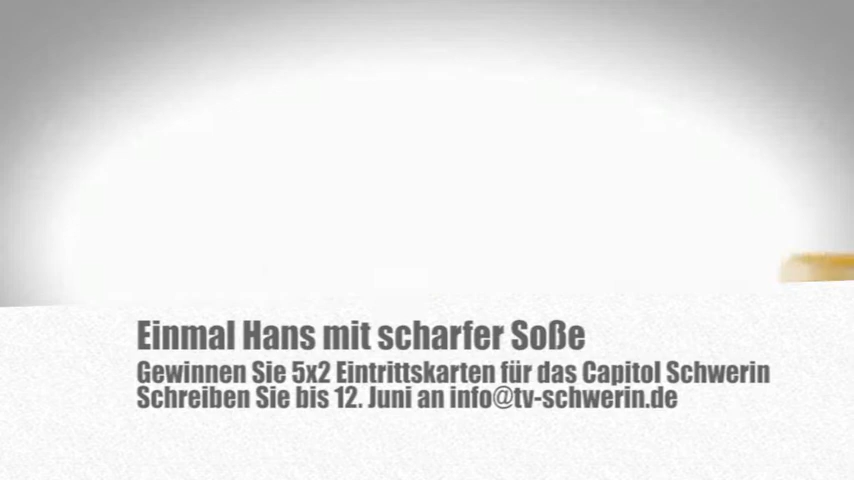 Einmal Hans mit scharfer Soße
Gewinnen Sie 5x2 Eintrittskarten für das Capitol Schwerin
Schreiben Sie bis 12. Juni an info@tv-schwerin.de